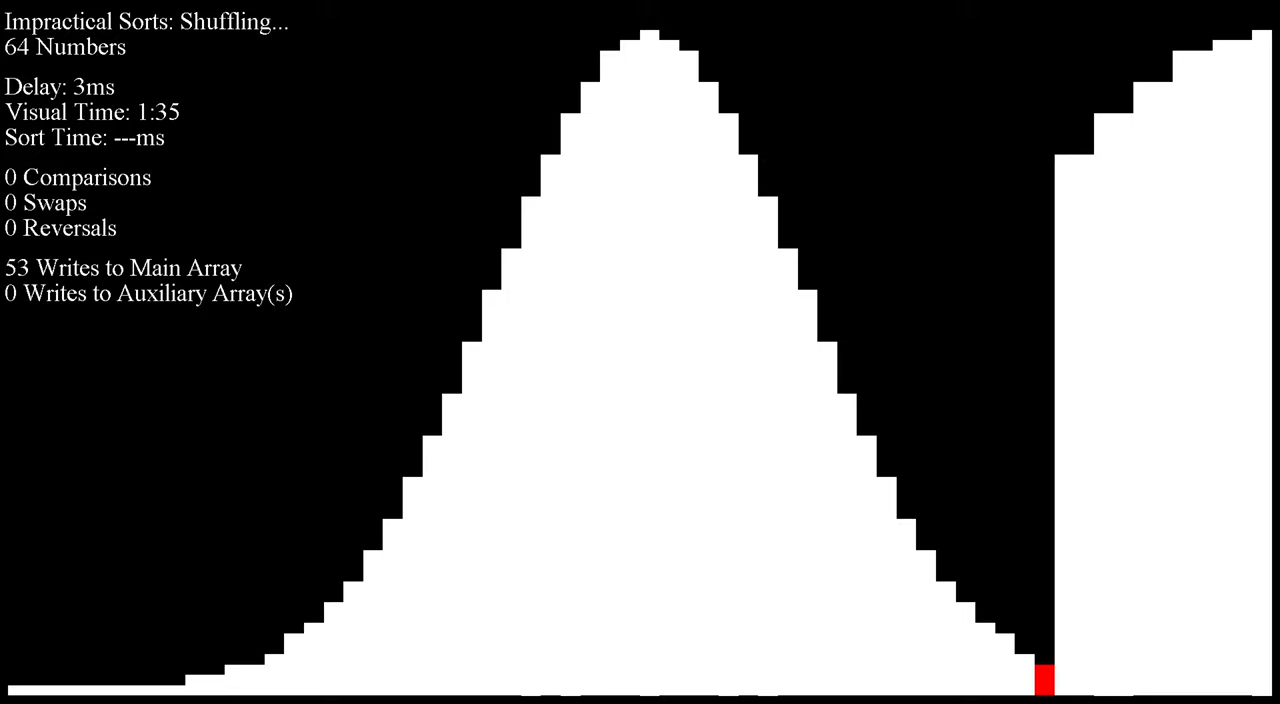 Impractical Sorts: Shuffling...
64 Numbers
Delay: 3ms
Visual Time: 1:35
Sort Time: ---ms
0 Comparisons
0 Swaps
0 Reversals
53 Writes to Main Array
0 Writes to Auxiliary Array(s)